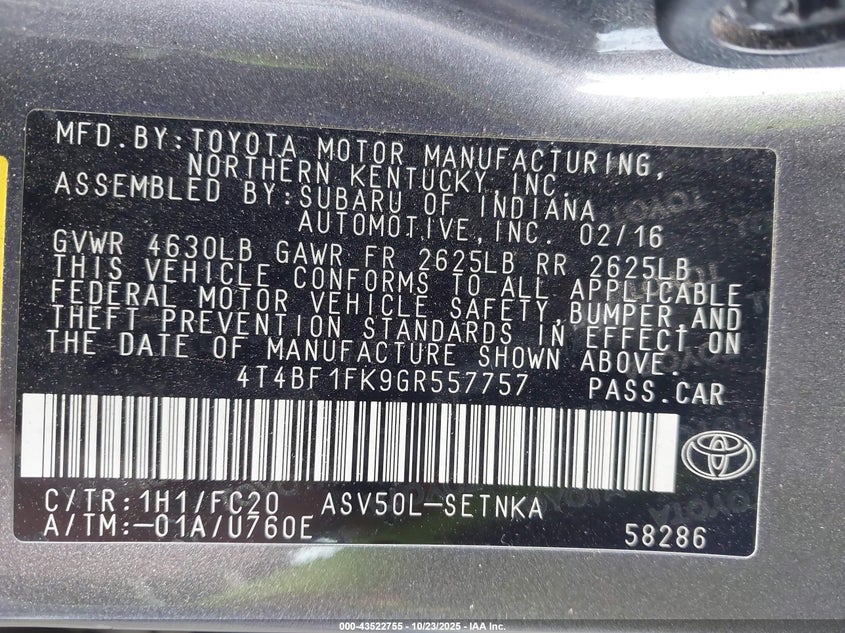 MFD.BY:TOYOTA MOTOR MANUFACTURING,
NORTHERN KENTUCKY,INC.
ASSEMBLED BY:SUBARU OF INDIANA
AUTOMOTIVE,INC. 02/16
GVWR 4630LB GAWR FR 2625LB RR 2625LB
THIS VEHICLE CONFORMS TO ALL APPLICABLE
FEDERAL MOTOR VEHICLE SAFETY,BUMPER,AND
THEFT PREVENTION STANDARDS IN EFFECT ON
THE DATE OF MANUFACTURE SHOWN ABOVE.
4T4BF1FK9GR557757 PASS.CAR
C/TR:1H1/FC20 ASV50L-SETNKA
A/TM:-01A/U760E 58286
000-43522755 - 10/23/2025 - IAA Inc.